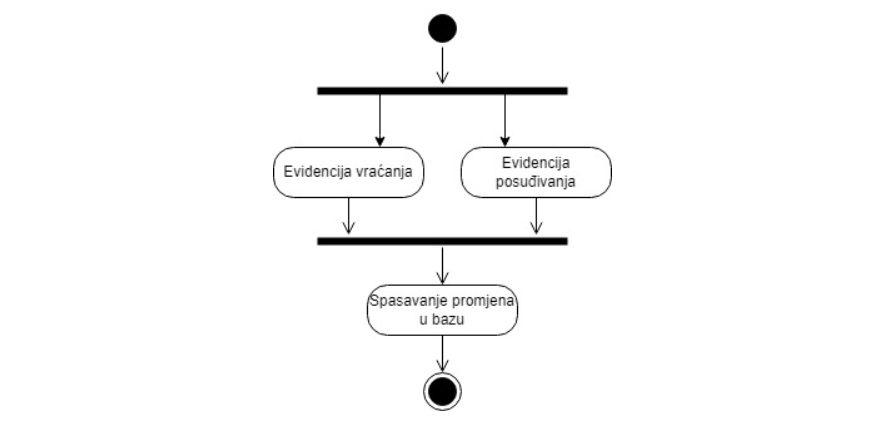 Evidencija vraćanja
Evidencija
posuđivanja
Spasavanje promjena
u bazu